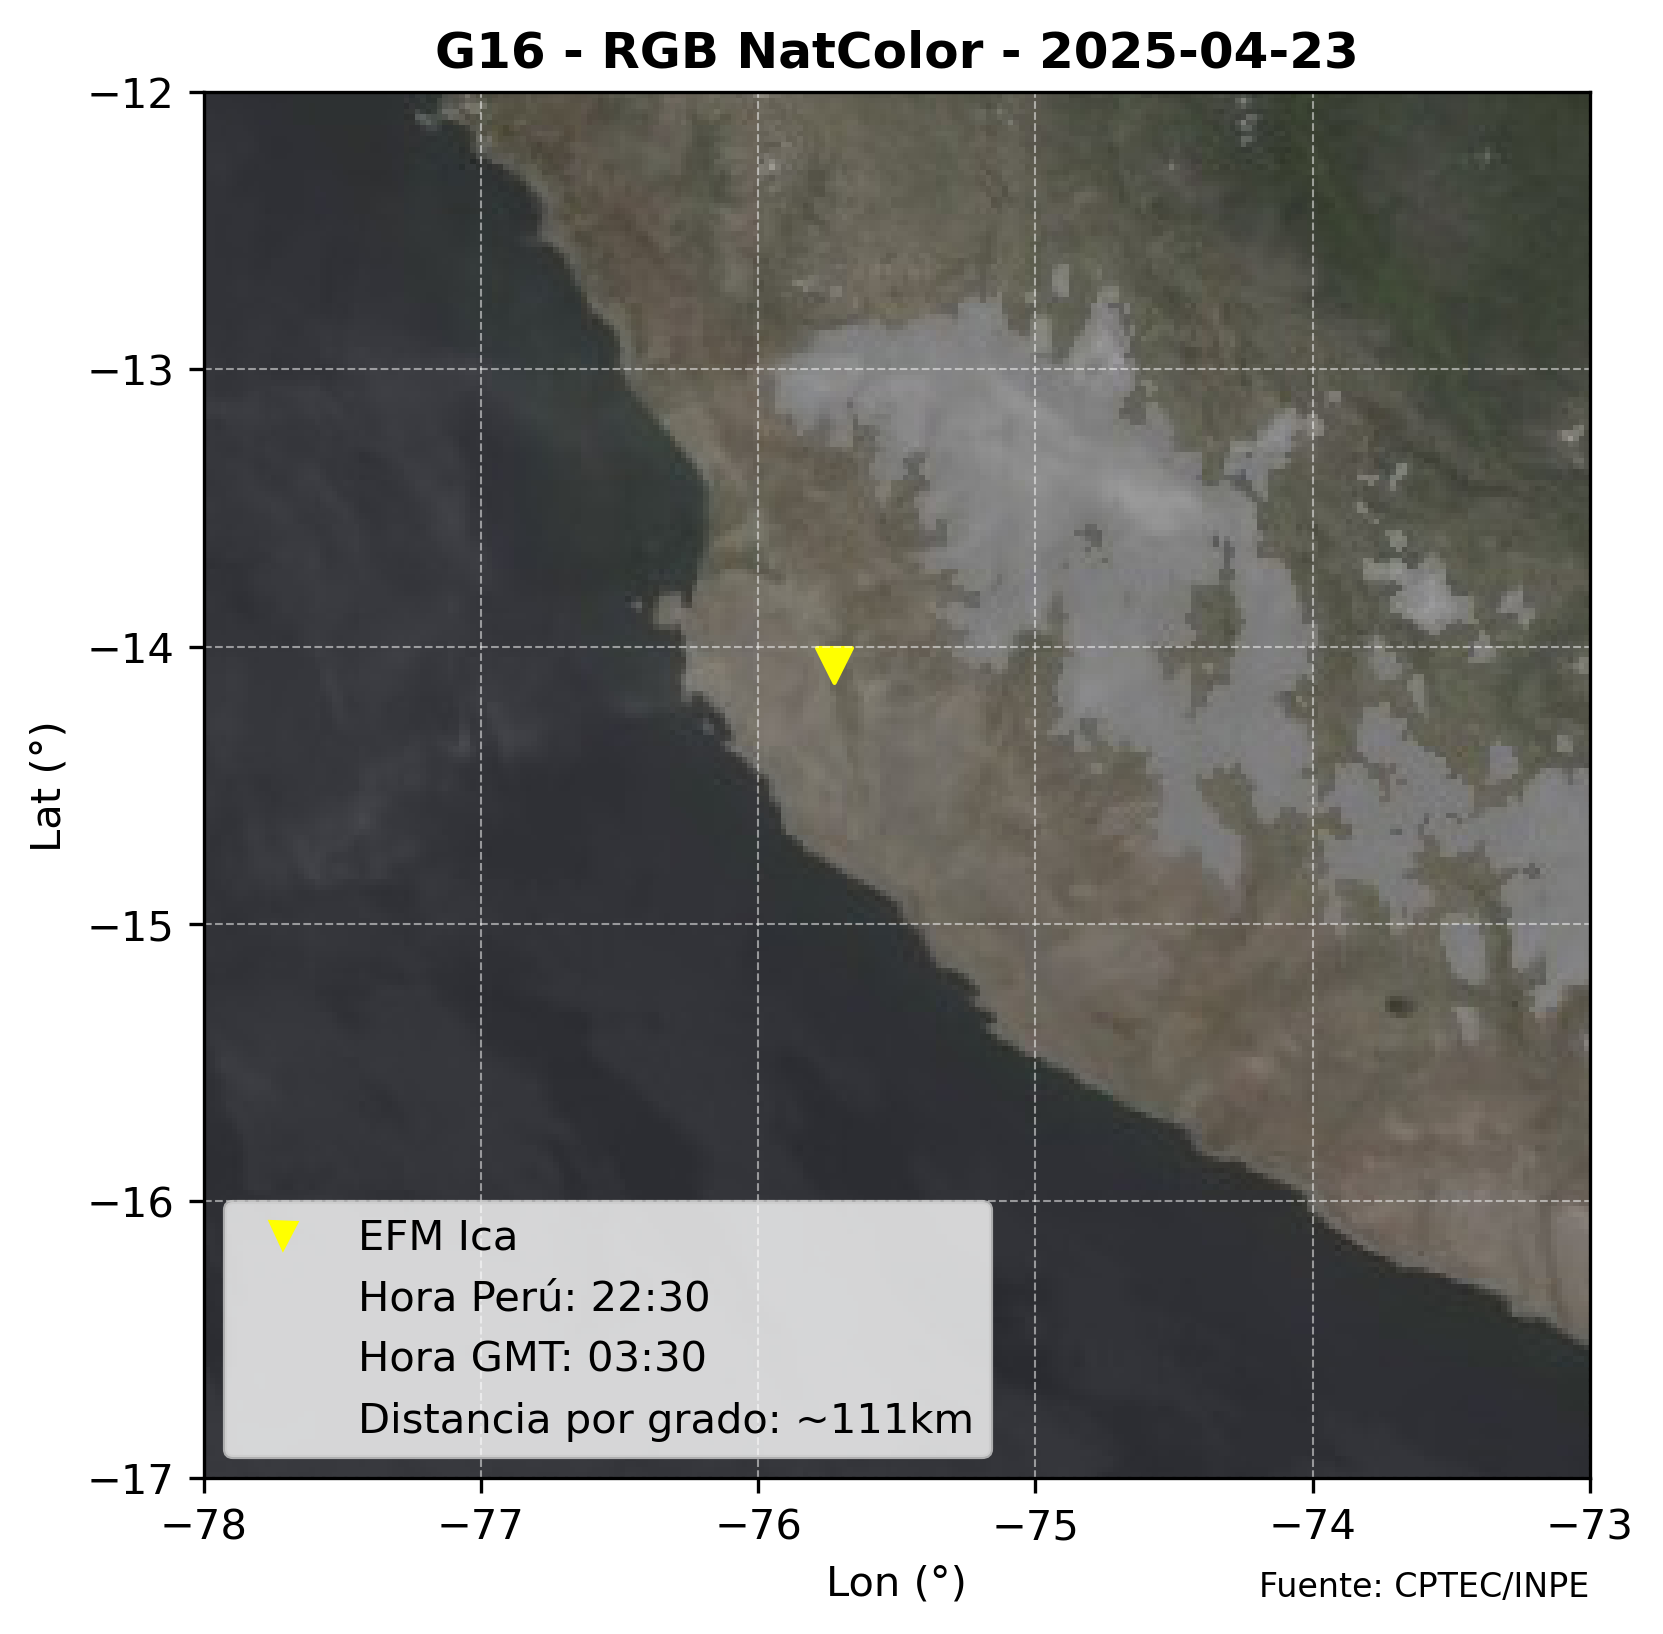 G16 - RGB NatColor - 2025-04-23
−12
−13
−14
−15
−16
−17
Lat (°)
EFM Ica
Hora Perú: 22:30
Hora GMT: 03:30
Distancia por grado: ~111km
−78 −77 −76 −75 −74 −73
Lon (°)
Fuente: CPTEC/INPE